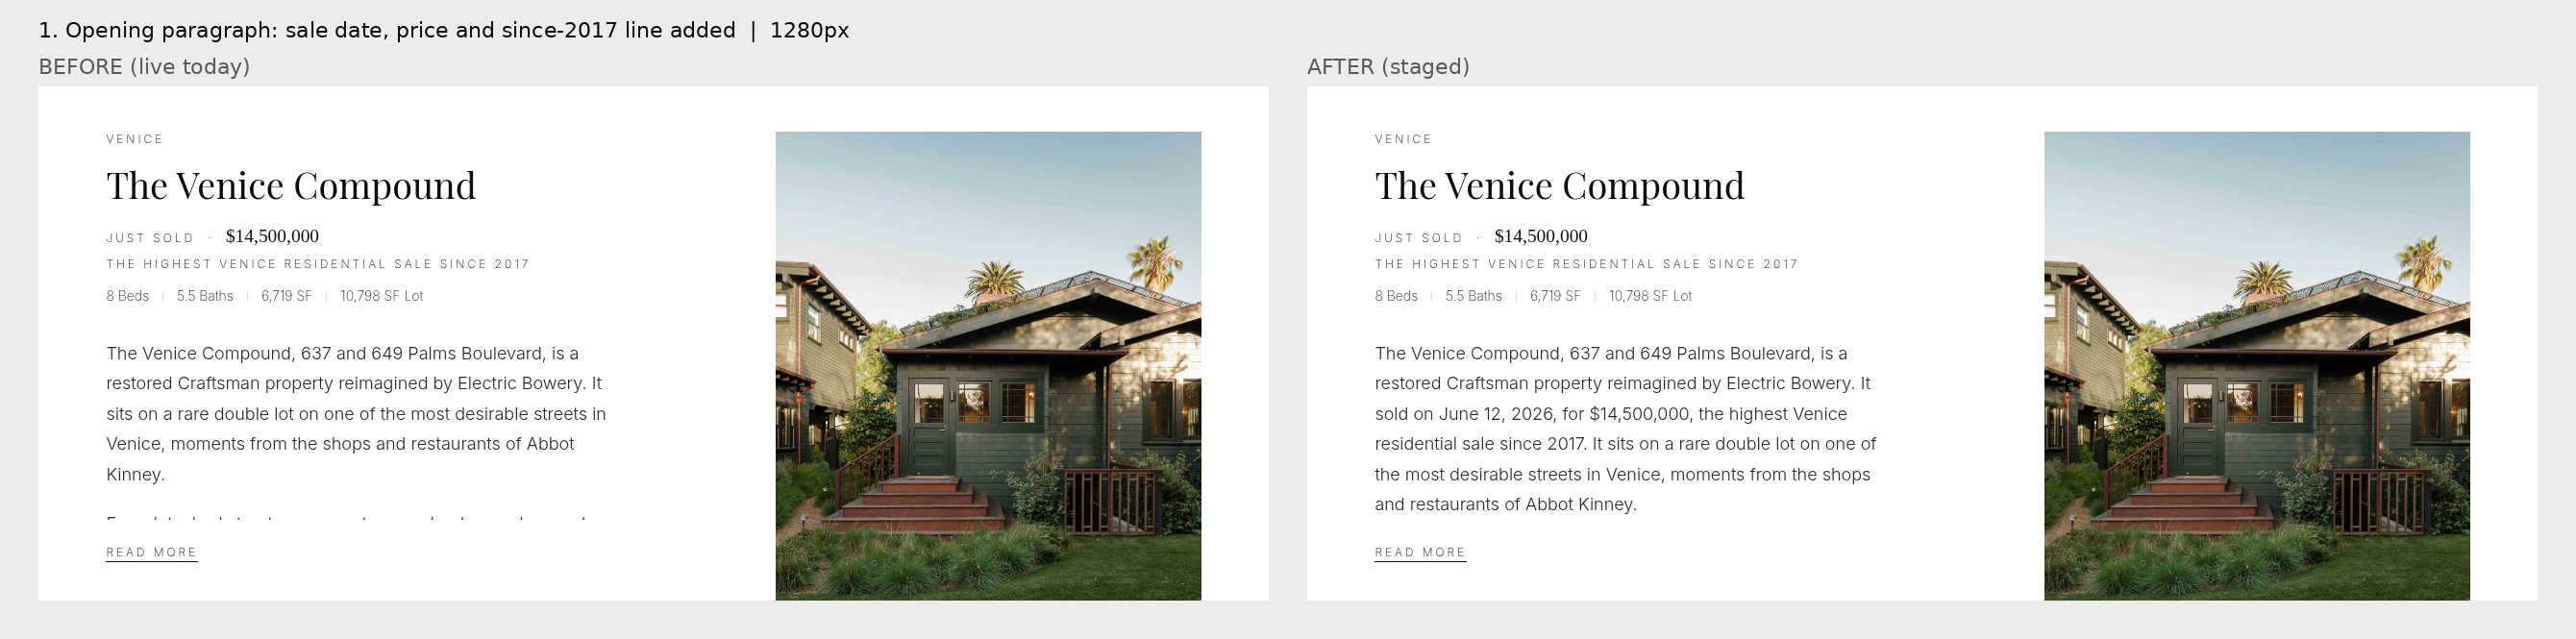 1. Opening paragraph: sale date, price and since-2017 line added | 1280px
BEFORE (live today)
VENICE
The Venice Compound
JUST SOLD · $14,500,000
THE HIGHEST VENICE RESIDENTIAL SALE SINCE 2017
8 Beds | 5.5 Baths | 6,719 SF | 10,798 SF Lot
The Venice Compound, 637 and 649 Palms Boulevard, is a
restored Craftsman property reimagined by Electric Bowery. It
sits on a rare double lot on one of the most desirable streets in
Venice, moments from the shops and restaurants of Abbot
Kinney.
READ MORE
AFTER (staged)
VENICE
The Venice Compound
JUST SOLD · $14,500,000
THE HIGHEST VENICE RESIDENTIAL SALE SINCE 2017
8 Beds | 5.5 Baths | 6,719 SF | 10,798 SF Lot
The Venice Compound, 637 and 649 Palms Boulevard, is a
restored Craftsman property reimagined by Electric Bowery. It
sold on June 12, 2026, for $14,500,000, the highest Venice
residential sale since 2017. It sits on a rare double lot on one of
the most desirable streets in Venice, moments from the shops
and restaurants of Abbot Kinney.
READ MORE